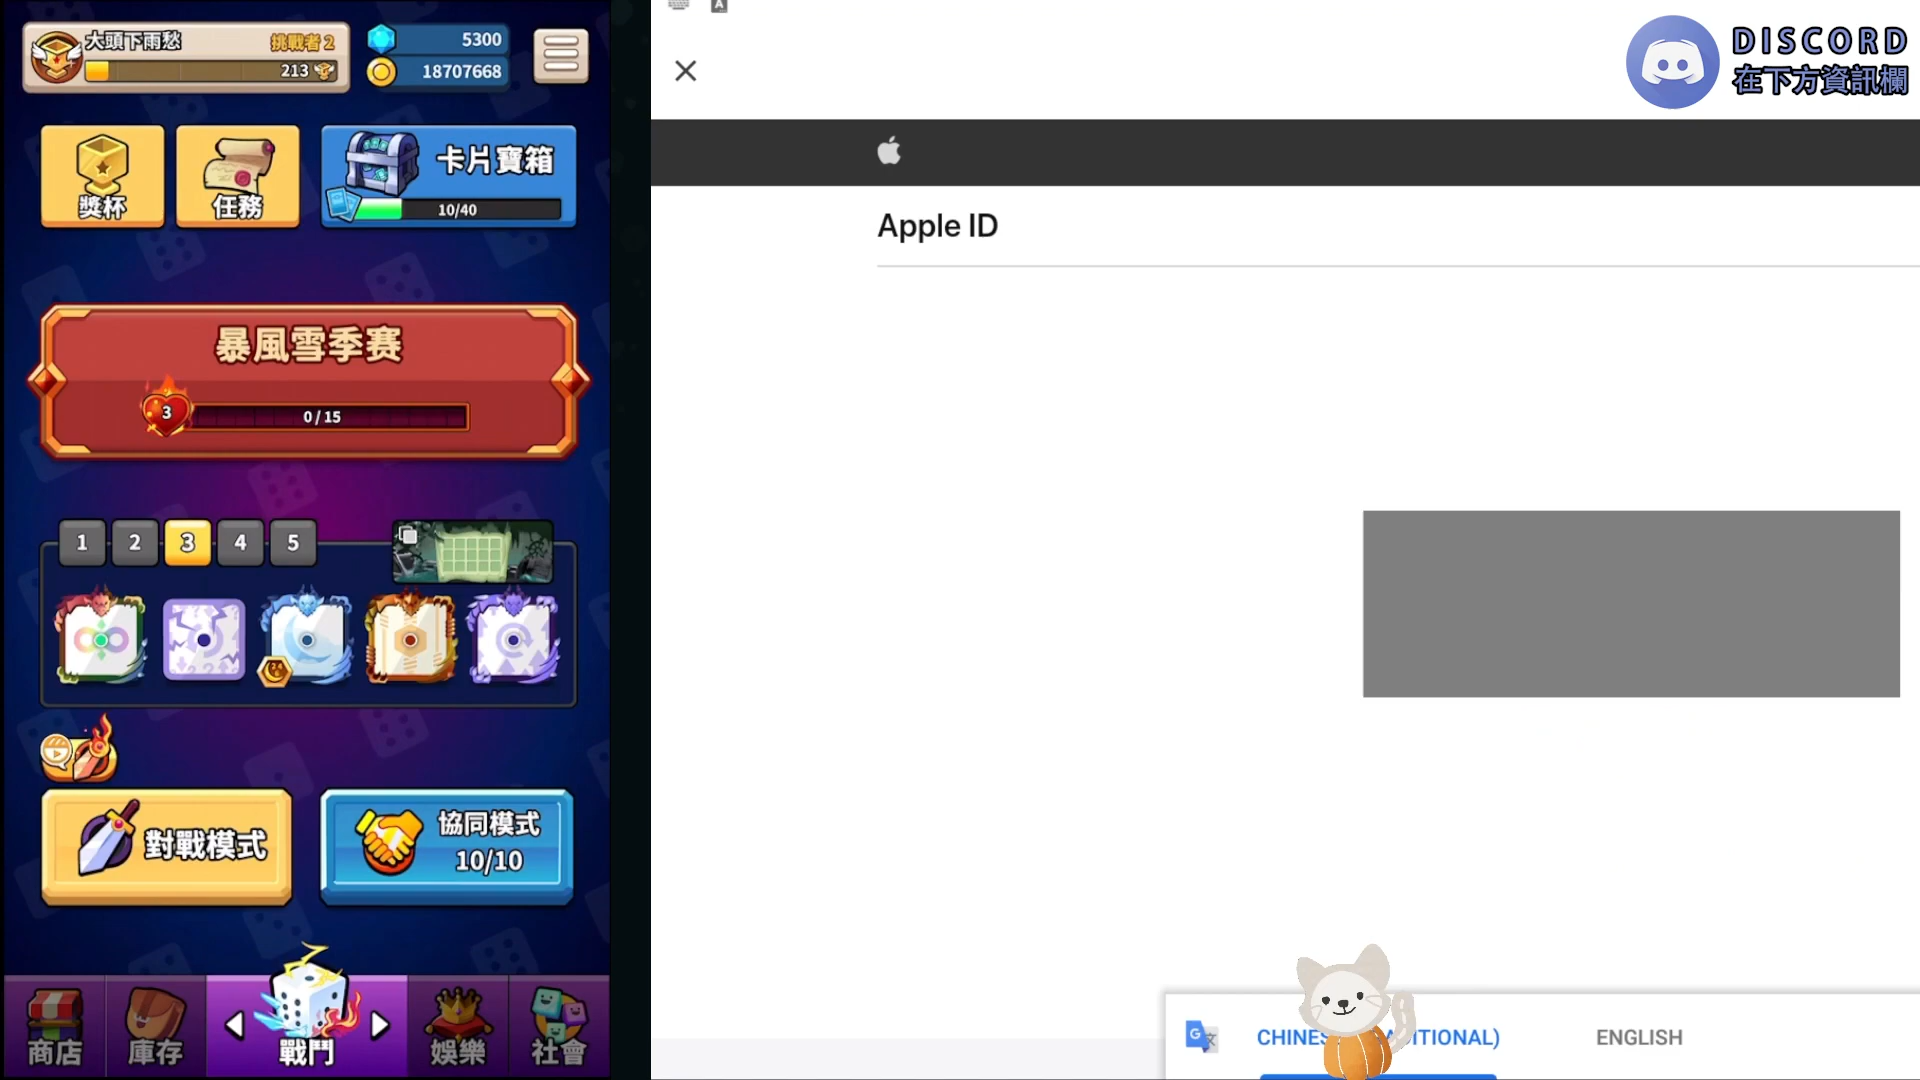 大頭下雨愁
挑戰者 2
213
5300
18707668
獎杯
任務
卡片寶箱
10/40
暴風雪季賽
3
0/15
1
2
3
4
5
24
對戰模式
協同模式
10/10
商店
庫存
戰鬥
娛樂
社會
A
DISCORD
在下方資訊欄
Apple ID
G
ENGLISH